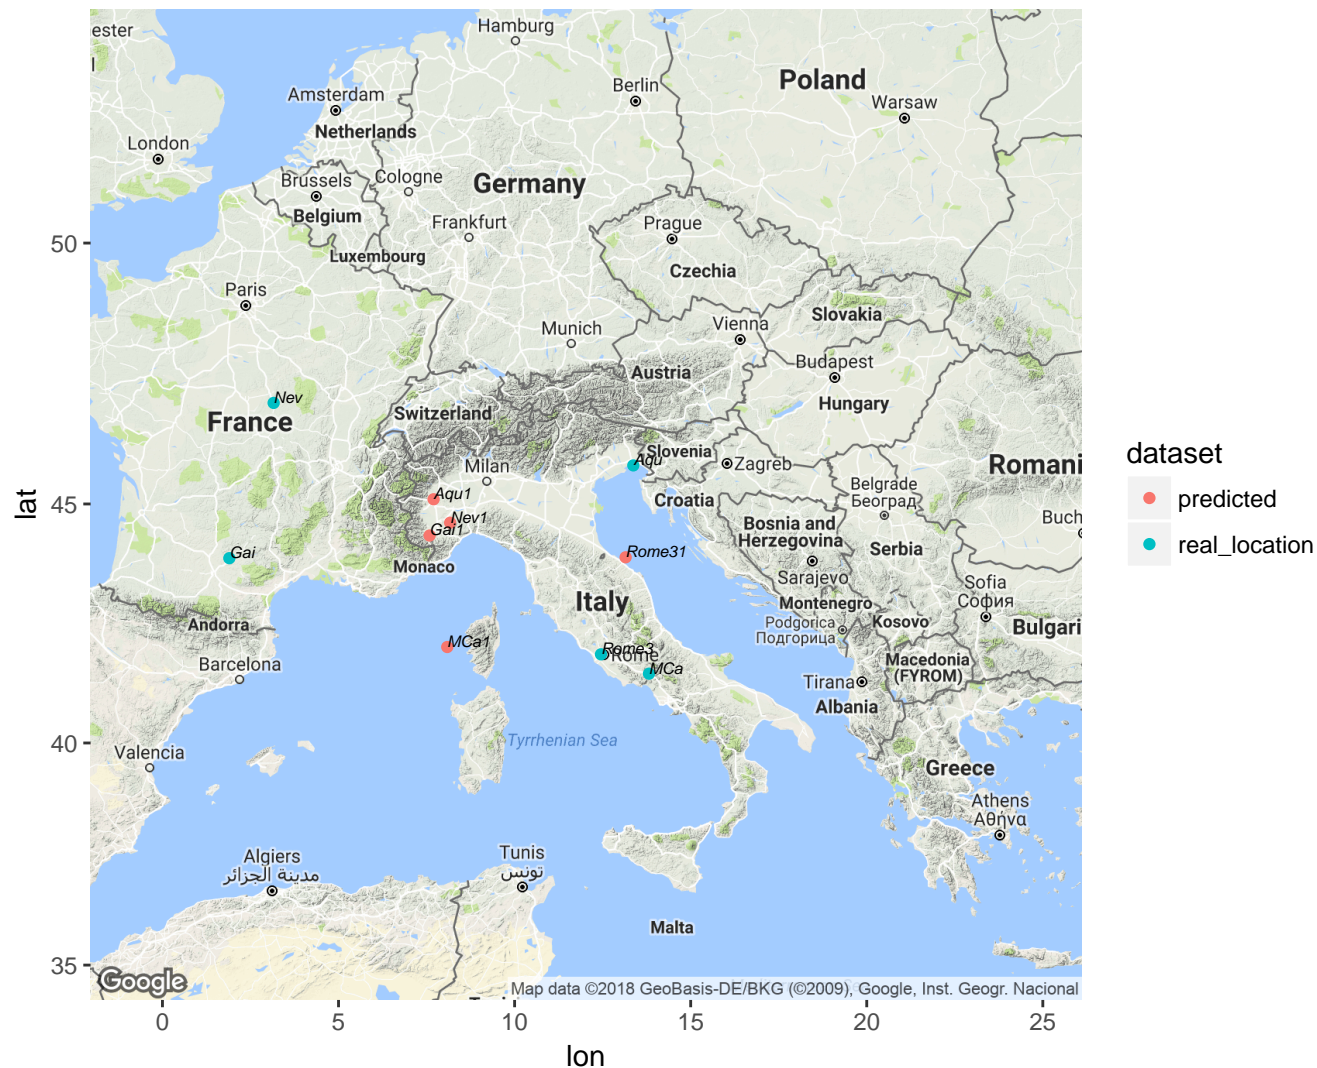 ester
l
Hamburg
Berlin
Poland
Warsaw
Amsterdam
Netherlands
London
Brussels
Cologne
Belgium
Germany
Frankfurt
Luxembourg
Prague
Czechia
Paris
Munich
Vienna
Slovakia
Budapest
Austria
Hungary
Nev
France
Switzerland
Milan
Aqu
Slovenia
Zagreb
Romani
Croatia
Belgrade
Београд
Buch
Aqu1
Nev1
Gai1
Gai
Monaco
Rome31
Bosnia and
Herzegovina
Serbia
Sarajevo
Sofia
София
Italy
Montenegro
Podgorica
Подгорица
Kosovo
Bulgari
Andorra
Barcelona
MCa1
Rome3
Rome
MCa
Macedonia
(FYROM)
Tirana
Albania
Valencia
Tyrrhenian Sea
Greece
Athens
Αθήνα
Algiers
مدينة الجزائر
Tunis
تونس
Malta
Google
Map data ©2018 GeoBasis-DE/BKG (©2009), Google, Inst. Geogr. Nacional
50
45
40
35
lat
0
5
10
15
20
25
lon
dataset
predicted
real_location